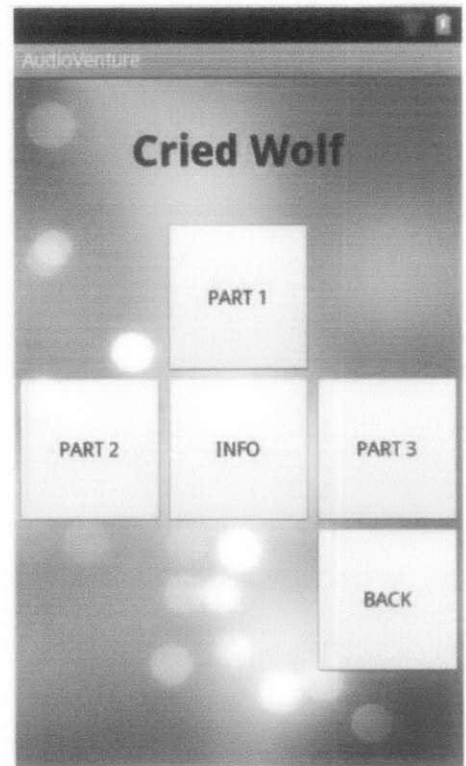 AudioVenture
Cried Wolf
PART 1
PART 2
INFO
PART 3
BACK